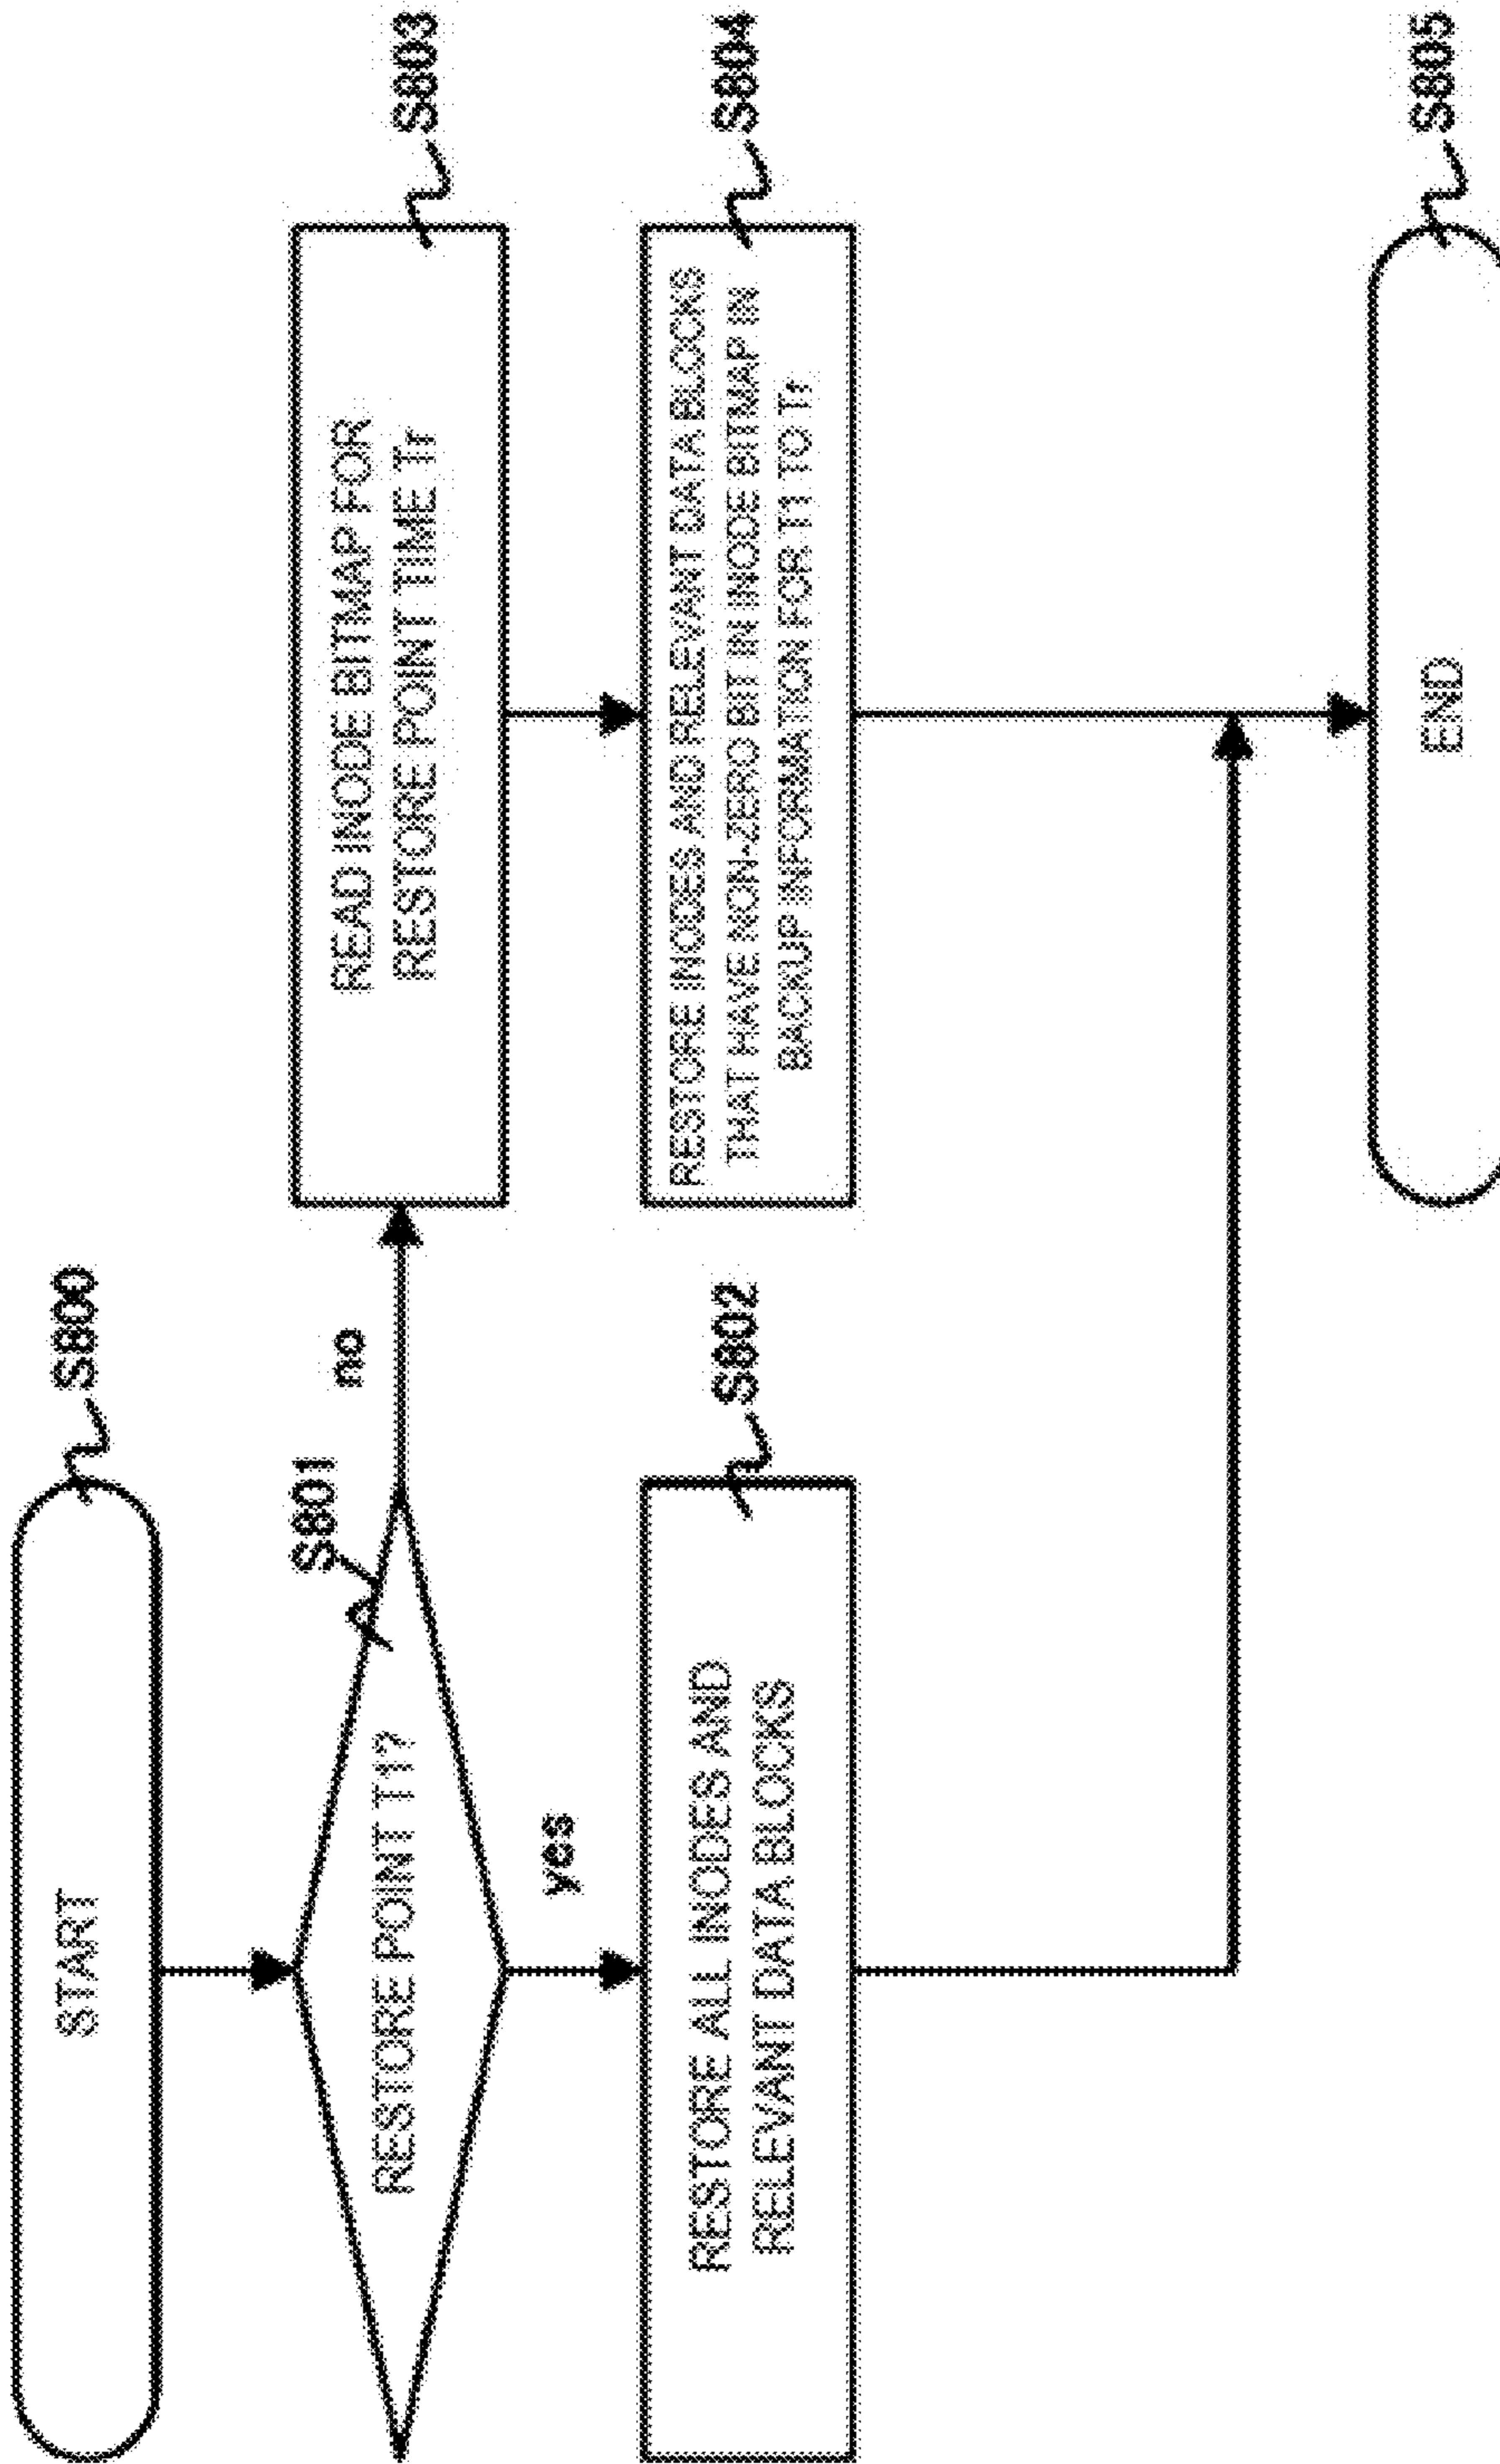 START
S800
RESTORE POINT T1?
S801
no
yes
RESTORE ALL INODES AND
RELEVANT DATA BLOCKS
S802
READ INODE BITMAP FOR
RESTORE POINT TIME Tr
S803
RESTORE INODES AND RELEVANT DATA BLOCKS
THAT HAVE NON-ZERO BIT IN INODE BITMAP IN
BACKUP INFORMATION FOR T1 TO Tr
S804
END
S805